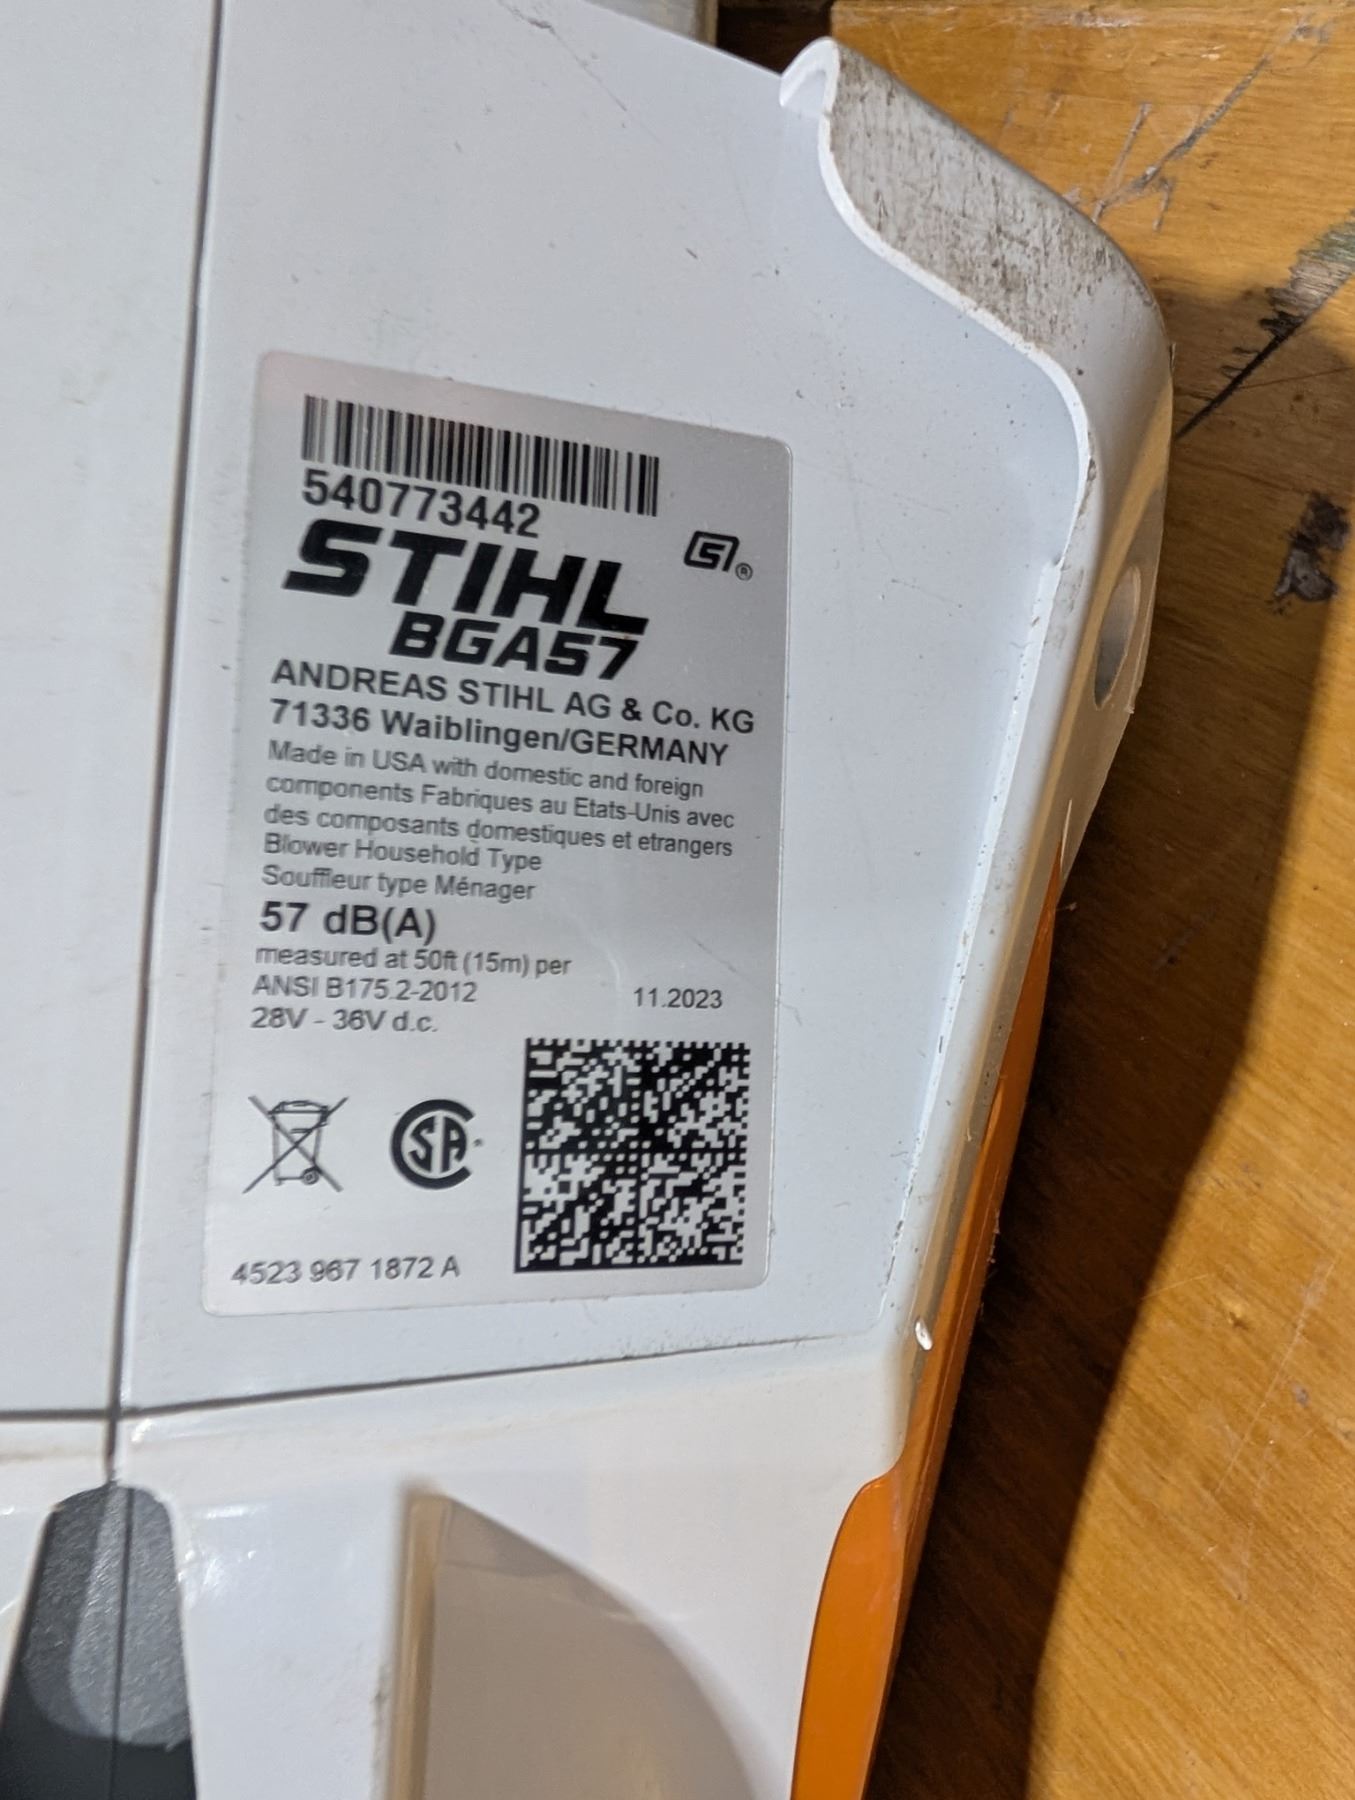 540773442
STIHL
BGA57
ANDREAS STIHL AG & Co. KG
71336 Waiblingen/GERMANY
Made in USA with domestic and foreign
components Fabriques au Etats-Unis avec
des composants domestiques et etrangers
Blower Household Type
Souffleur type Ménager
57 dB(A)
measured at 50ft (15m) per
ANSI B175.2-2012 11.2023
28V - 36V d.c.
CSA
4523 967 1872 A